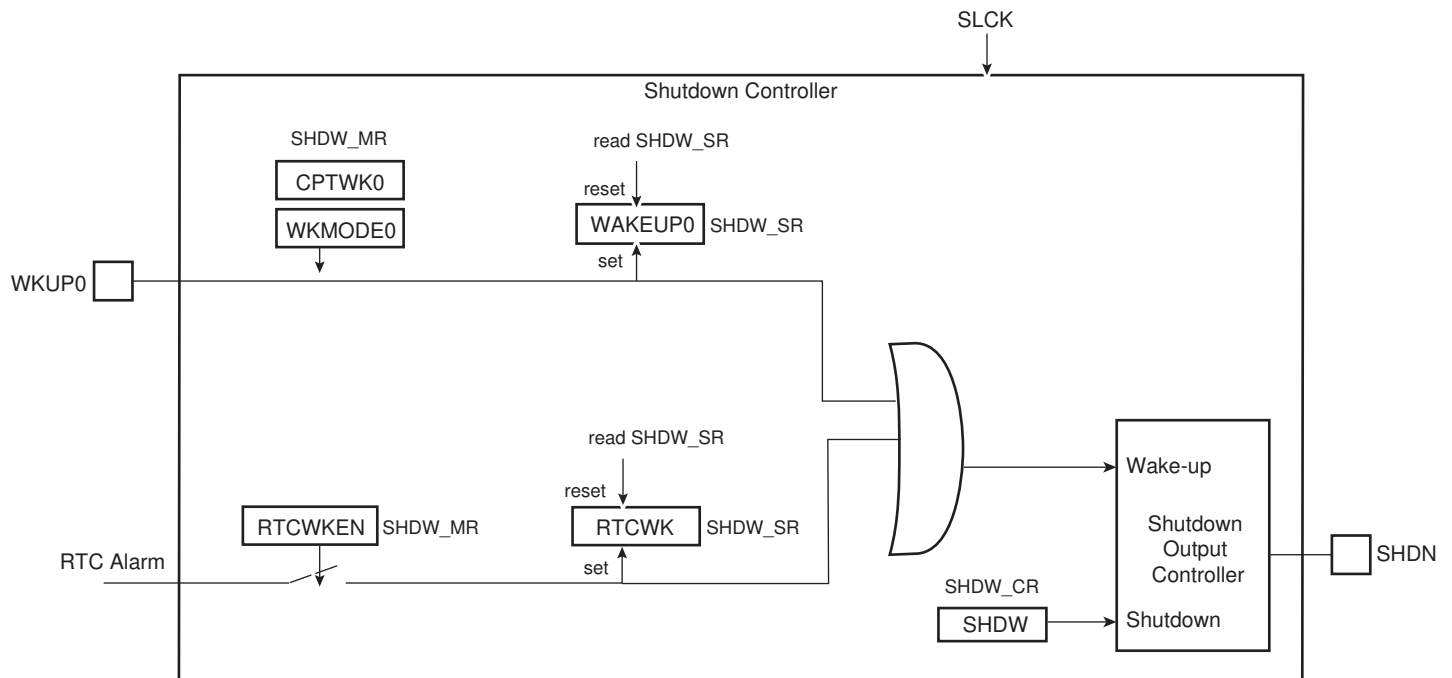 SLCK
Shutdown Controller
SHDW_MR
read SHDW_SR
CPTWK0
reset
WKMODE0
WAKEUP0
SHDW_SR
set
WKUP0
read SHDW_SR
Wake-up
reset
RTCWKEN
SHDW_MR
RTCWK
SHDW_SR
Shutdown
Output
Controller
SHDN
RTC Alarm
set
SHDW_CR
SHDW
Shutdown